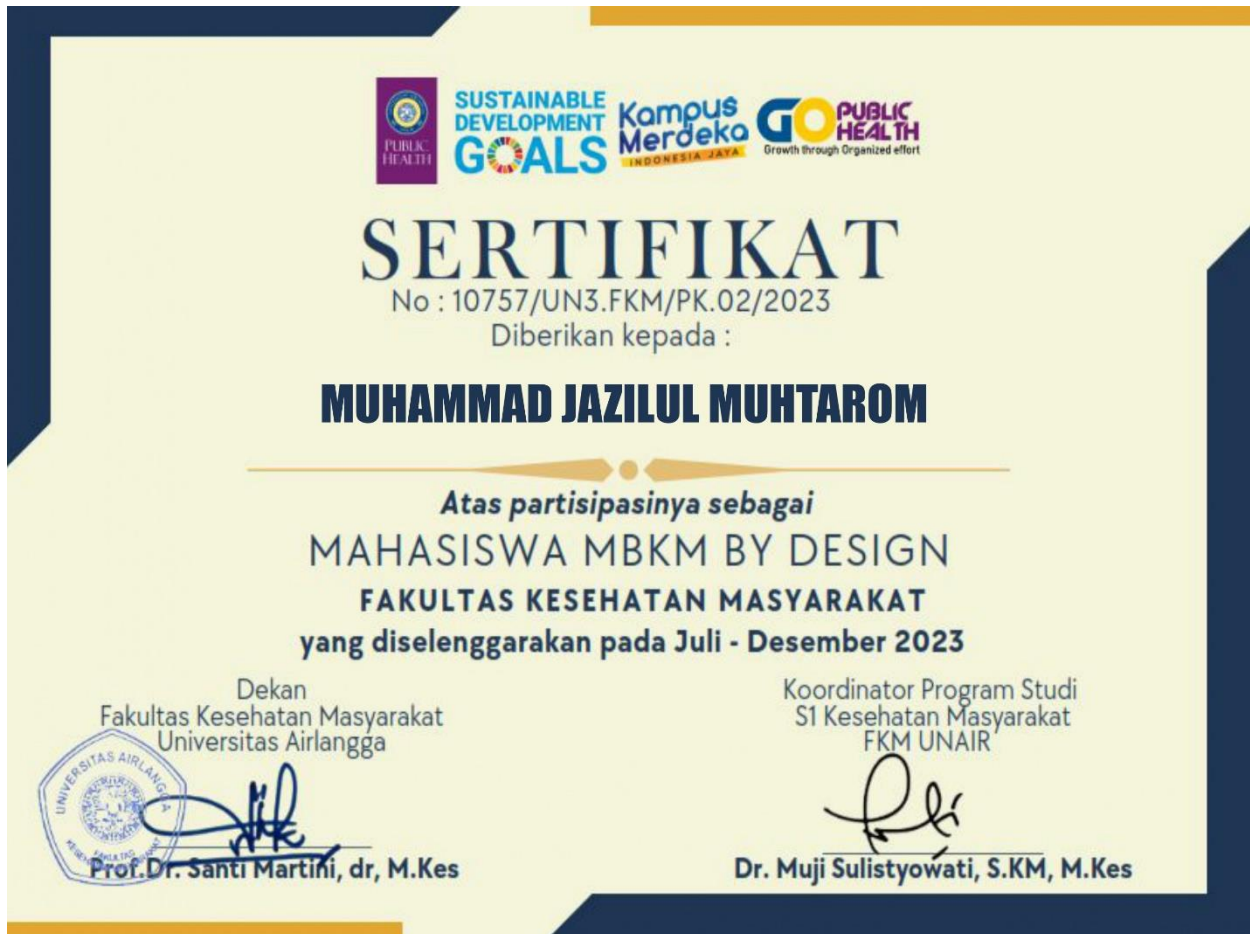 PUBLIC
HEALTH
SUSTAINABLE
DEVELOPMENT
GOALS
Kampus
Merdeka
INDONESIA JAYA
GO PUBLIC
HEALTH
Growth through Organized effort
SERTIFIKAT
No : 10757/UN3.FKM/PK.02/2023
Diberikan kepada :
MUHAMMAD JAZILUL MUHTAROM
Atas partisipasinya sebagai
MAHASISWA MBKM BY DESIGN
FAKULTAS KESEHATAN MASYARAKAT
yang diselenggarakan pada Juli - Desember 2023
Dekan
Fakultas Kesehatan Masyarakat
Universitas Airlangga
UNIVERSITAS AIRLANGGA
FAKULTAS
KESEHATAN MASYARAKAT
Prof.Dr. Santi Martini, dr, M.Kes
Koordinator Program Studi
S1 Kesehatan Masyarakat
FKM UNAIR
Dr. Muji Sulistyowati, S.KM, M.Kes